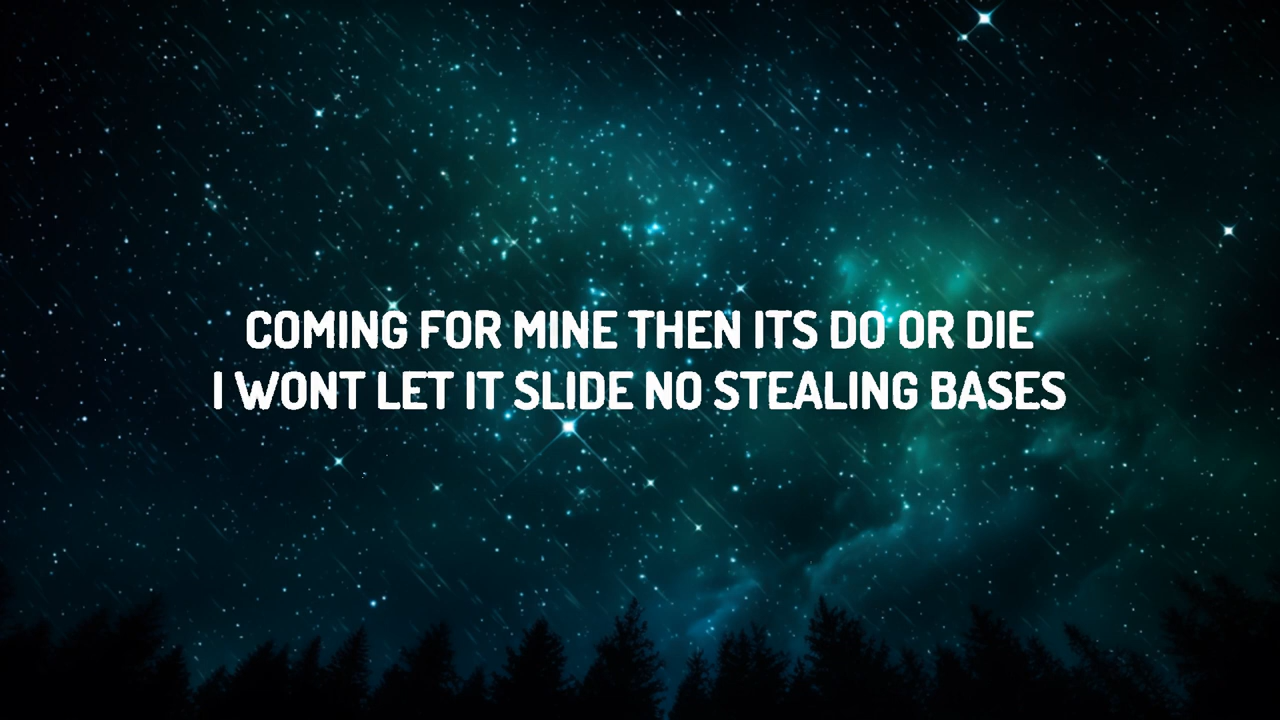 COMING FOR MINE THEN ITS DO OR DIE
I WONT LET IT SLIDE NO STEALING BASES